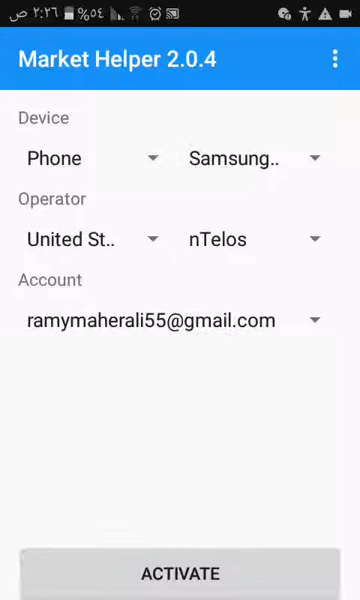 ص ٢:٢٦ %٥٤
Market Helper 2.0.4
Device
Phone Samsung..
Operator
United St.. nTelos
Account
ramymaherali55@gmail.com
ACTIVATE